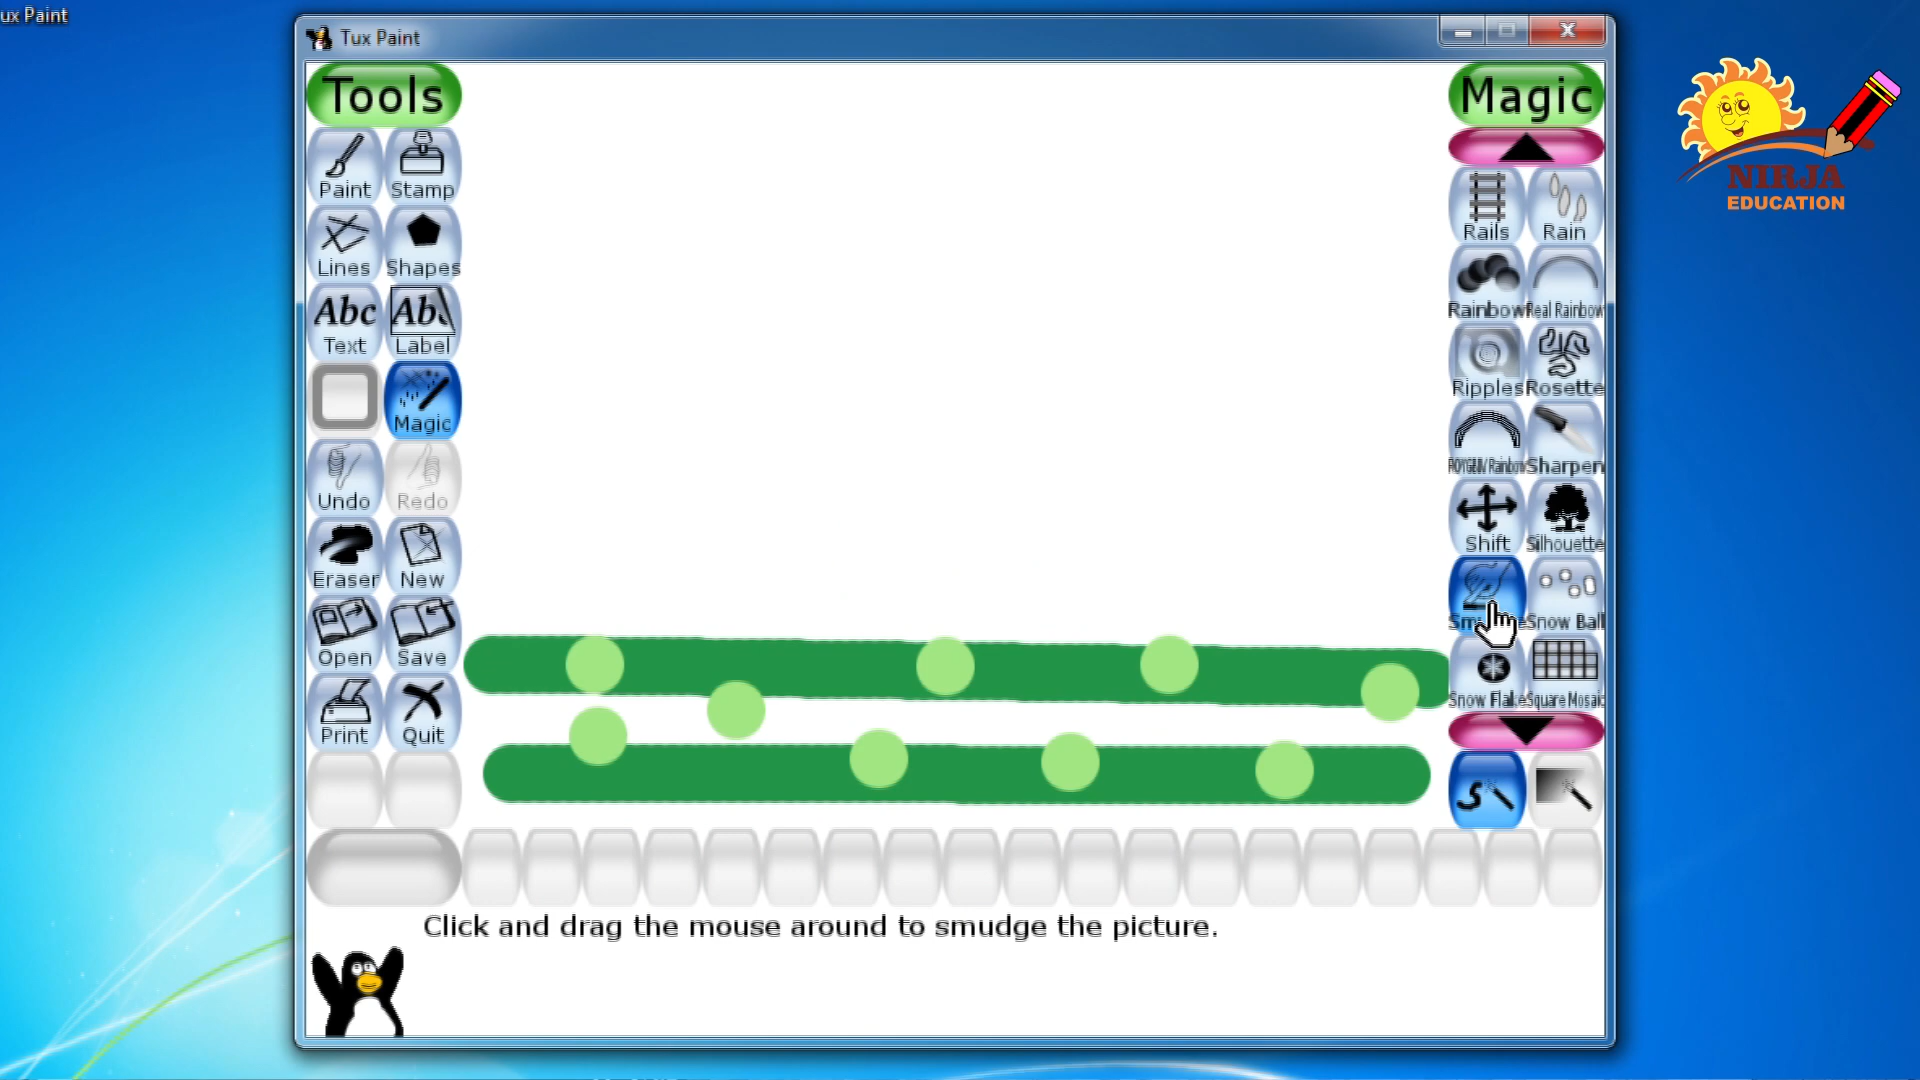 ux Paint
Tux Paint
Tools
Magic
Paint
Stamp
Lines
Shapes
Abc
Text
Label
Magic
Undo
Redo
Eraser
New
Open
Save
Print
Quit
Rails
Rain
Rainbow
Real Rainbow
Ripples
Rosette
Sharpen
Shift
Silhouette
Snow Ball
Snow Flake
Square Mosaic
Click and drag the mouse around to smudge the picture.
NIRJA
EDUCATION